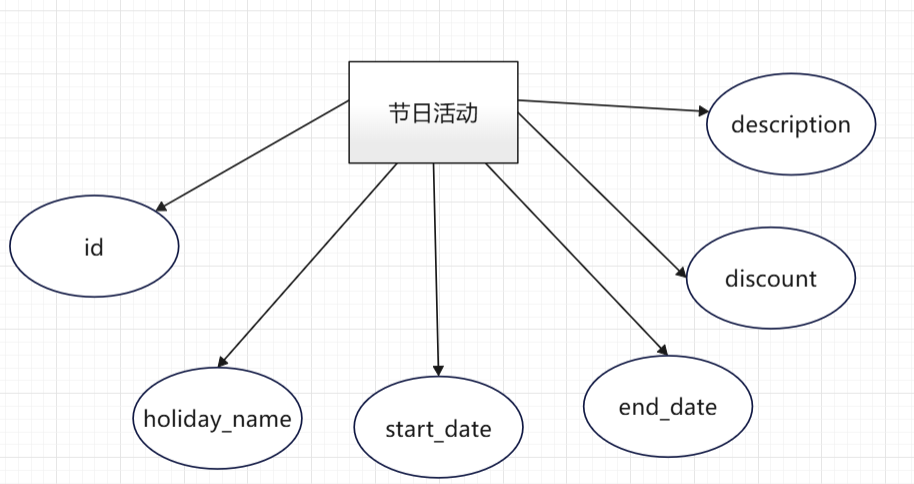 节日活动
description
id
discount
holiday_name
start_date
end_date